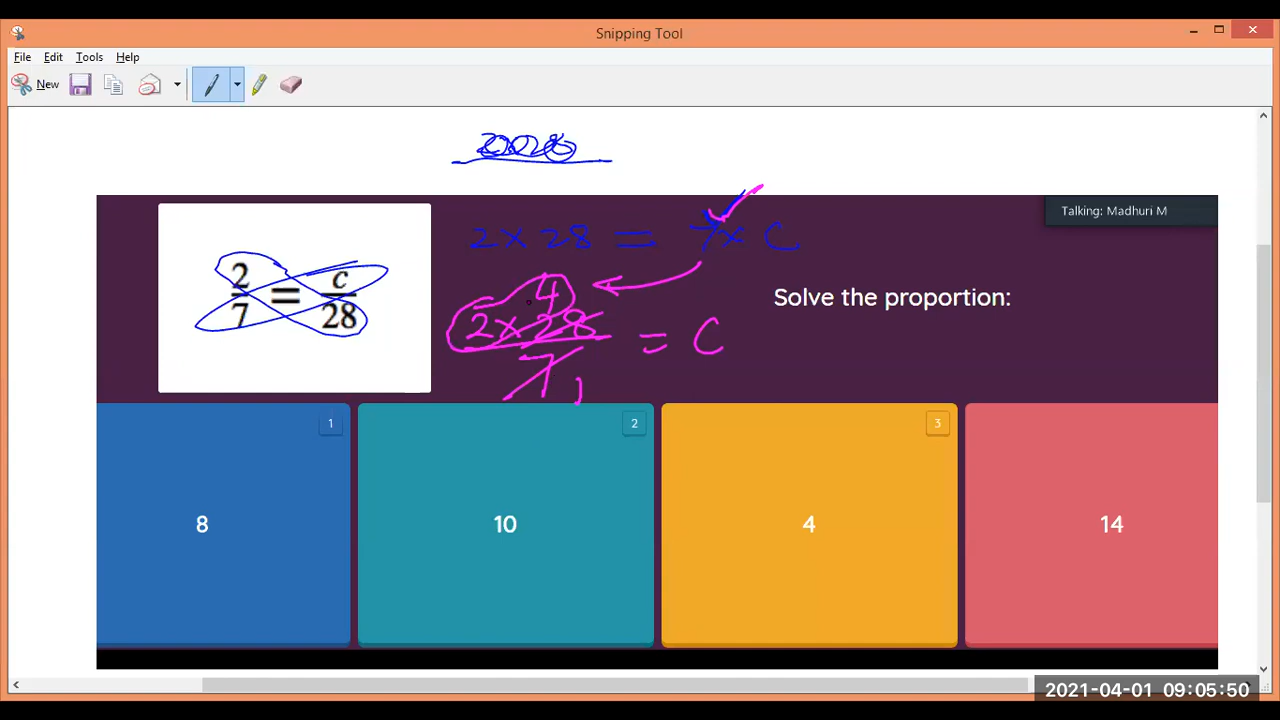 Snipping Tool
File Edit Tools Help
New
Talking: Madhuri M
2 × 28 = 7 × C
2/7 = c/28
Solve the proportion:
4
2 × 28 = C
7 1
1 2 3
8 10 4 14
2021-04-01 09:05:50